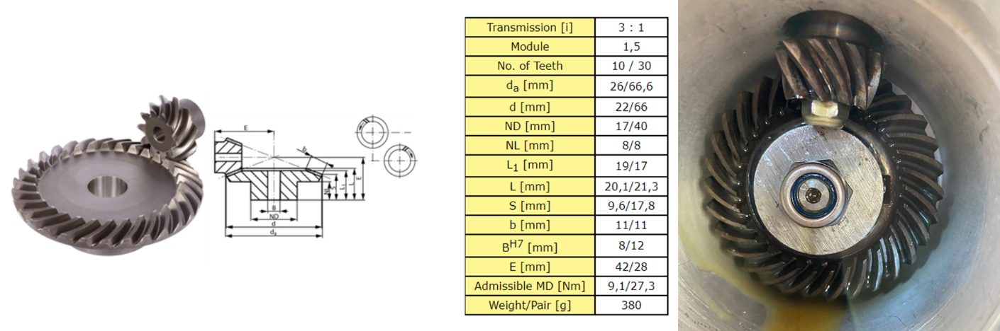 E
b
NL
S
L1
L
E
B
ND
d
da
Transmission [i] 3 : 1
Module 1,5
No. of Teeth 10 / 30
da [mm] 26/66,6
d [mm] 22/66
ND [mm] 17/40
NL [mm] 8/8
L1 [mm] 19/17
L [mm] 20,1/21,3
S [mm] 9,6/17,8
b [mm] 11/11
BH7 [mm] 8/12
E [mm] 42/28
Admissible MD [Nm] 9,1/27,3
Weight/Pair [g] 380